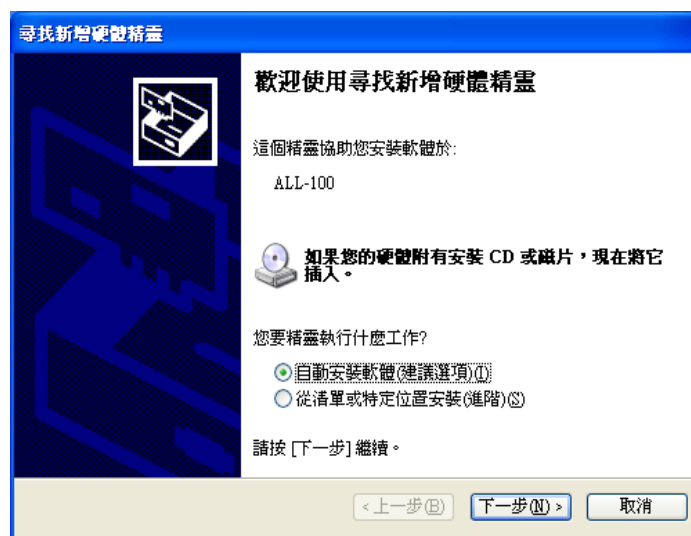 尋找新增硬體精靈
歡迎使用尋找新增硬體精靈
這個精靈協助您安裝軟體於:
ALL-100
如果您的硬體附有安裝 CD 或磁片，現在將它
插入。
您要精靈執行什麼工作?
自動安裝軟體(建議選項)(I)
從清單或特定位置安裝(進階)(S)
請按 [下一步] 繼續。
< 上一步(B)
下一步(N) >
取消